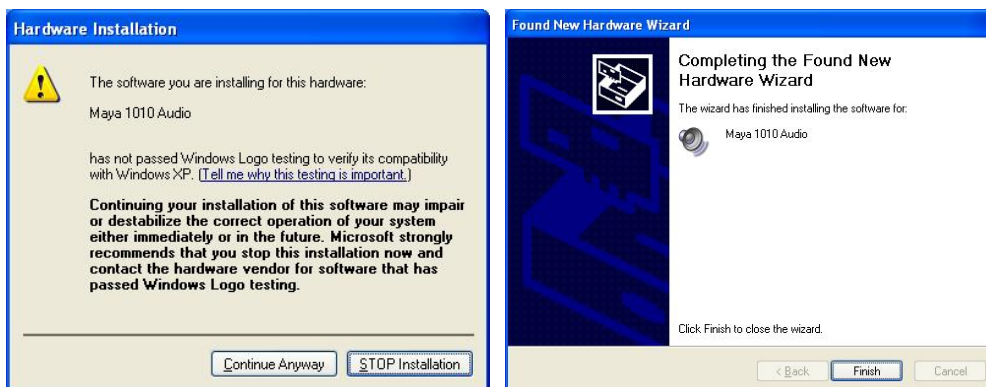 Hardware Installation
The software you are installing for this hardware:
Maya 1010 Audio
has not passed Windows Logo testing to verify its compatibility
with Windows XP. (Tell me why this testing is important.)
Continuing your installation of this software may impair
or destabilize the correct operation of your system
either immediately or in the future. Microsoft strongly
recommends that you stop this installation now and
contact the hardware vendor for software that has
passed Windows Logo testing.
Continue Anyway
STOP Installation
Found New Hardware Wizard
Completing the Found New
Hardware Wizard
The wizard has finished installing the software for:
Maya 1010 Audio
Click Finish to close the wizard.
< Back
Finish
Cancel